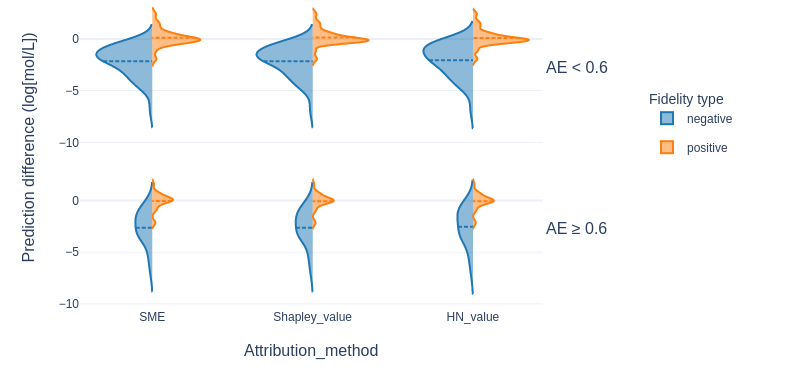 Prediction difference (log[mol/L])
0
−5
−10
AE < 0.6
0
−5
−10
AE ≥ 0.6
SME
Shapley_value
HN_value
Attribution_method
Fidelity type
negative
positive